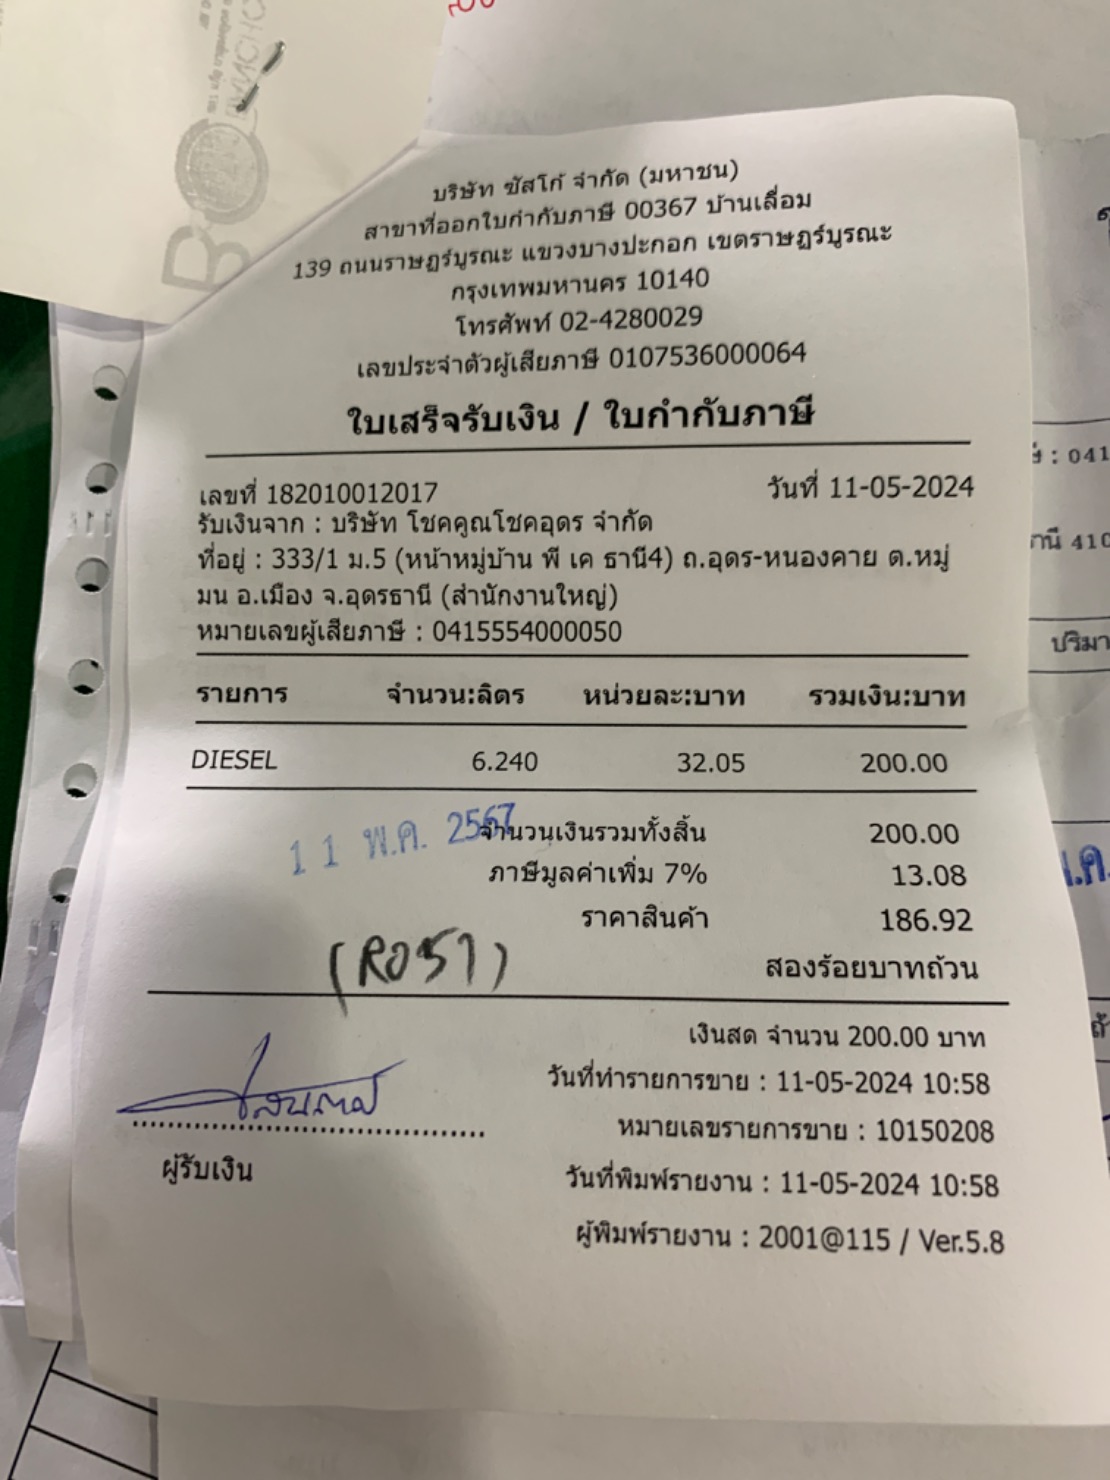 บริษัท ซัสโก้ จำกัด (มหาชน)
สาขาที่ออกใบกำกับภาษี 00367 บ้านเลื่อม
139 ถนนราษฎร์บูรณะ แขวงบางปะกอก เขตราษฎร์บูรณะ
กรุงเทพมหานคร 10140
โทรศัพท์ 02-4280029
เลขประจำตัวผู้เสียภาษี 0107536000064
ใบเสร็จรับเงิน / ใบกำกับภาษี
เลขที่ 182010012017 วันที่ 11-05-2024
รับเงินจาก : บริษัท โชคคูณโชคอุดร จำกัด
ที่อยู่ : 333/1 ม.5 (หน้าหมู่บ้าน พี เค ธานี4) ถ.อุดร-หนองคาย ต.หมู่
มน อ.เมือง จ.อุดรธานี (สำนักงานใหญ่)
หมายเลขผู้เสียภาษี : 0415554000050
รายการ จำนวน:ลิตร หน่วยละ:บาท รวมเงิน:บาท
DIESEL 6.240 32.05 200.00
11 พ.ค. 2567
จำนวนเงินรวมทั้งสิ้น 200.00
ภาษีมูลค่าเพิ่ม 7% 13.08
ราคาสินค้า 186.92
(R057)
สองร้อยบาทถ้วน
เงินสด จำนวน 200.00 บาท
วันที่ทำรายการขาย : 11-05-2024 10:58
หมายเลขรายการขาย : 10150208
ผู้รับเงิน
วันที่พิมพ์รายงาน : 11-05-2024 10:58
ผู้พิมพ์รายงาน : 2001@115 / Ver.5.8
: 041
410